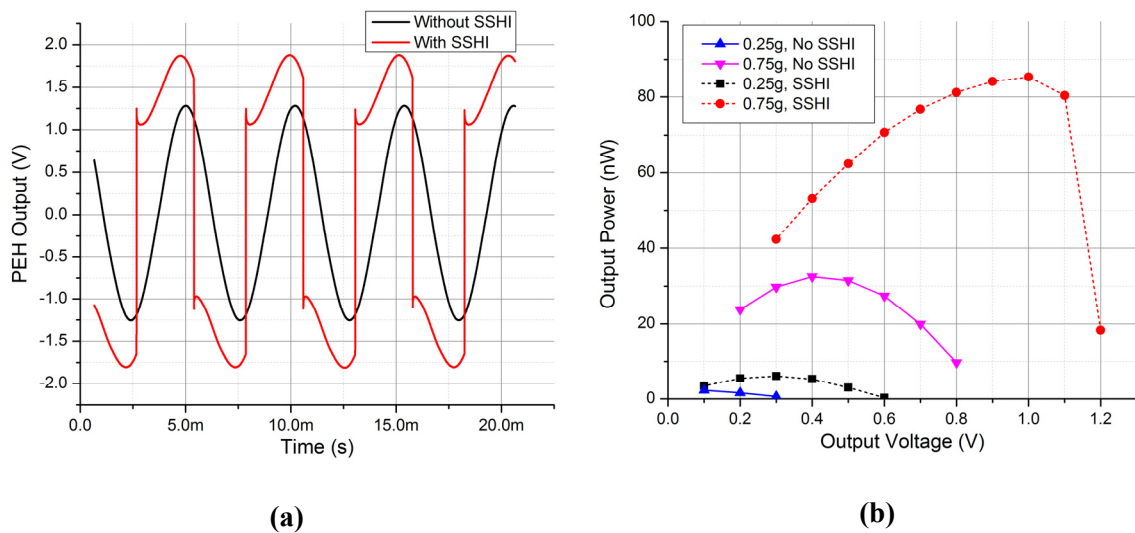 Without SSHI
With SSHI
2.0
1.5
1.0
0.5
0.0
-0.5
-1.0
-1.5
-2.0
PEH Output (V)
0.0 5.0m 10.0m 15.0m 20.0m
Time (s)
(a)
0.25g, No SSHI
0.75g, No SSHI
0.25g, SSHI
0.75g, SSHI
100
80
60
40
20
0
Output Power (nW)
0.2 0.4 0.6 0.8 1.0 1.2
Output Voltage (V)
(b)